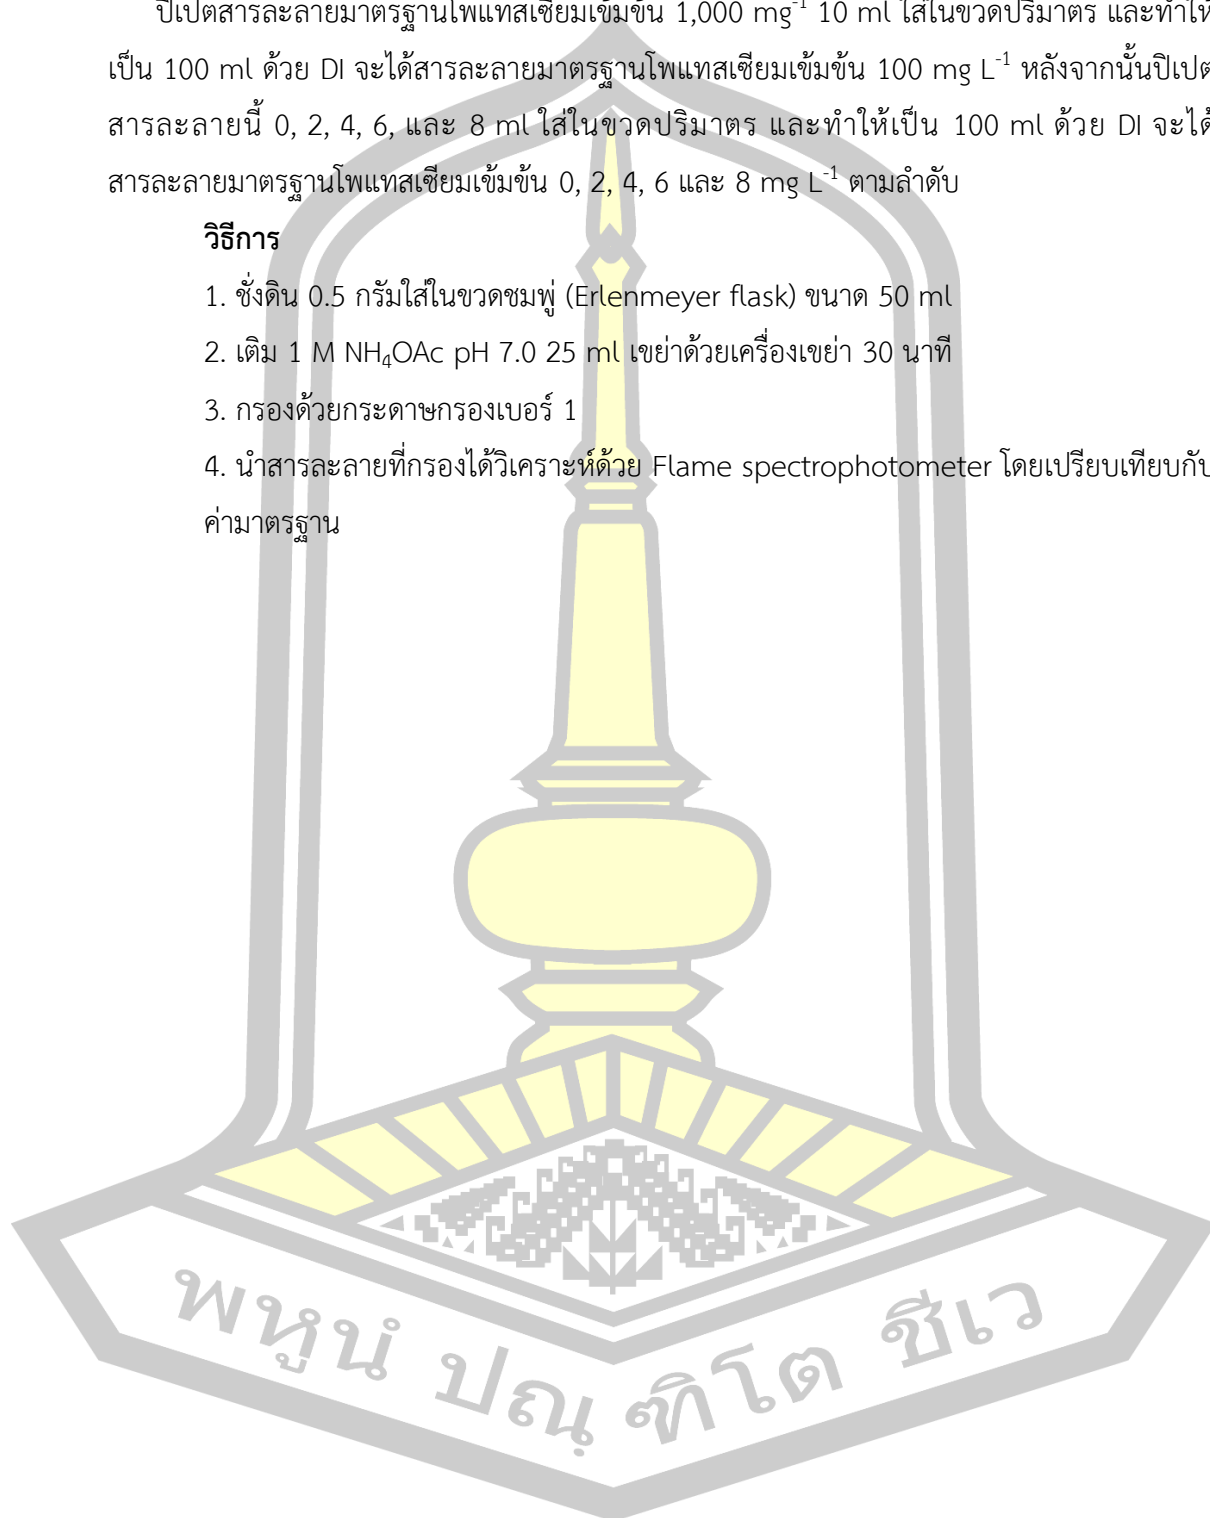 ปิเปตสารละลายมาตรฐานโพแทสเซียมเข้มข้น 1,000 mg⁻¹ 10 ml ใส่ในขวดปริมาตร และทำให้
เป็น 100 ml ด้วย DI จะได้สารละลายมาตรฐานโพแทสเซียมเข้มข้น 100 mg L⁻¹ หลังจากนั้นปิเปต
สารละลายนี้ 0, 2, 4, 6, และ 8 ml ใส่ในขวดปริมาตร และทำให้เป็น 100 ml ด้วย DI จะได้
สารละลายมาตรฐานโพแทสเซียมเข้มข้น 0, 2, 4, 6 และ 8 mg L⁻¹ ตามลำดับ
วิธีการ
1. ชั่งดิน 0.5 กรัมใส่ในขวดชมพู่ (Erlenmeyer flask) ขนาด 50 ml
2. เติม 1 M NH₄OAc pH 7.0 25 ml เขย่าด้วยเครื่องเขย่า 30 นาที
3. กรองด้วยกระดาษกรองเบอร์ 1
4. นำสารละลายที่กรองได้วิเคราะห์ด้วย Flame spectrophotometer โดยเปรียบเทียบกับ
ค่ามาตรฐาน
พหูนํ ปณฺฑิโต ชีเว